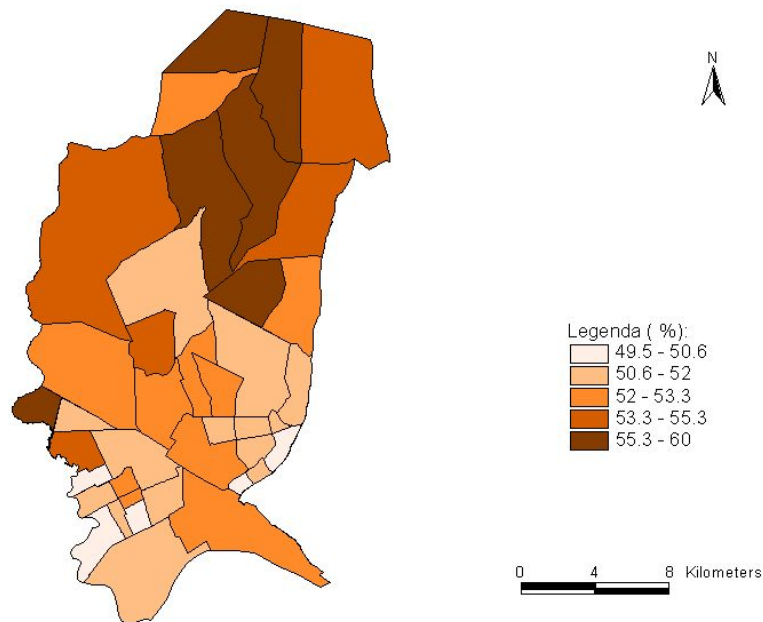 N
Legenda ( %):
49.5 - 50.6
50.6 - 52
52 - 53.3
53.3 - 55.3
55.3 - 60
0 4 8 Kilometers